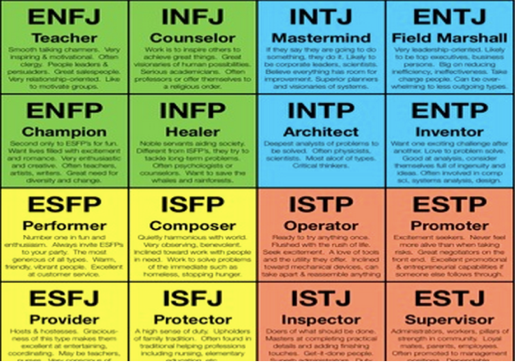 ENFJ
Teacher
Smooth talking charmers. Very
inspiring & motivational. Often
clergy. People leaders &
persuaders. Great salespeople.
Very relationship-oriented. Like
to motivate groups.
INFJ
Counselor
Work is to inspire others to
achieve great things. Great
visionaries of human possibilities.
Serious academicians. Often
professors or offer themselves to
a religious order.
INTJ
Mastermind
If they say they are going to do
something, they do it. Likely to
be corporate leaders, scientists.
Believe everything has room for
improvement. Superior planners
and visionaries of systems.
ENTJ
Field Marshall
Very leadership-oriented. Likely
to be top executives, business
persons. Big on reducing
inefficiency, ineffectiveness. Take
charge people. Can be over-
whelming to less outgoing types.
ENFP
Champion
Second only to ESFP's for fun.
Want lives filled with excitement
and romance. Very enthusiastic
and creative. Often teachers,
artists, writers. Great need for
diversity and change.
INFP
Healer
Noble servants aiding society.
Different from ISFP's, they try to
tackle long-term problems.
Often psychologists or
counselors. Want to save the
whales and rainforests.
INTP
Architect
Deepest analysts of problems to
be solved. Often physicists,
scientists. Most aloof of types.
Critical thinkers.
ENTP
Inventor
Want one exciting challenge after
another. Love to problem solve.
Good at analysis, consider
themselves full of ingenuity and
ideas. Often involved in comp
sci, systems analysis, design.
ESFP
Performer
Number one in fun and
enthusiasm. Always invite ESFPs
to your party. The most
generous of all types. Warm,
friendly, vibrant people. Excellent
at customer service.
ISFP
Composer
Quietly harmonious with world.
Very observing, benevolent.
Inclined toward work with people
in need. Work to solve problems
of the immediate such as
homeless, stopping hunger.
ISTP
Operator
Ready to try anything once.
Flushed with the rush of life.
Seek excitement. A love of tools
and the utility they offer. Inclined
toward mechanical devices, can
take apart & reassemble anything
ESTP
Promoter
Excitement seekers. Never feel
more alive than when taking
risks. Great negotiators on the
front end. Excellent promotional
& entrepreneurial capabilities if
someone else follows through.
ESFJ
Provider
Hosts & hostesses. Gracious-
ness of this type makes them
excellent at entertaining,
coordinating. May be teachers,
ISFJ
Protector
A high sense of duty. Upholders
of family tradition. Often found in
traditional helping professions
including nursing, elementary
ISTJ
Inspector
Doers of what should be done.
Masters at completing practical
details and adding finishing
touches. Get-it-done people.
ESTJ
Supervisor
Administrators, workers, pillars of
strength in community. Loyal
mates, parents, employees.
Often promoted to management